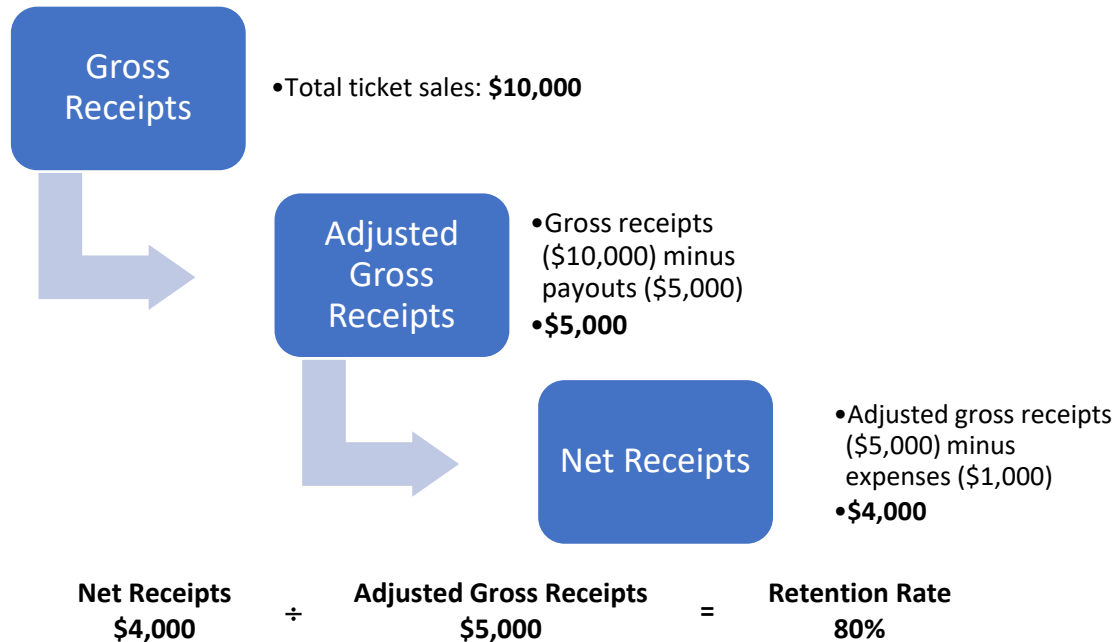 Gross
Receipts
•Total ticket sales: $10,000
Adjusted
Gross
Receipts
•Gross receipts
($10,000) minus
payouts ($5,000)
•$5,000
Net Receipts
•Adjusted gross receipts
($5,000) minus
expenses ($1,000)
•$4,000
Net Receipts ÷ Adjusted Gross Receipts = Retention Rate
$4,000 $5,000 80%